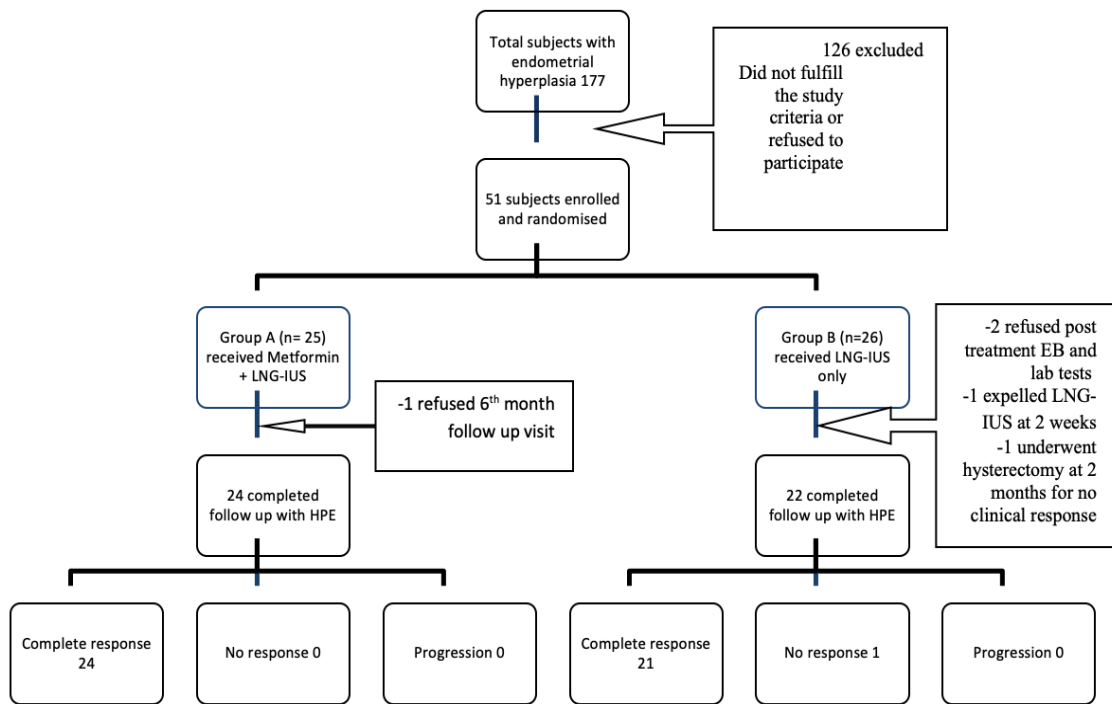 Total subjects with
endometrial
hyperplasia 177
126 excluded
Did not fulfill
the study
criteria or
refused to
participate
51 subjects enrolled
and randomised
Group A (n= 25)
received Metformin
+ LNG-IUS
Group B (n=26)
received LNG-IUS
only
-1 refused 6th month
follow up visit
-2 refused post
treatment EB and
lab tests
-1 expelled LNG-
IUS at 2 weeks
-1 underwent
hysterectomy at 2
months for no
clinical response
24 completed
follow up with HPE
22 completed
follow up with HPE
Complete response
24
No response 0
Progression 0
Complete response
21
No response 1
Progression 0